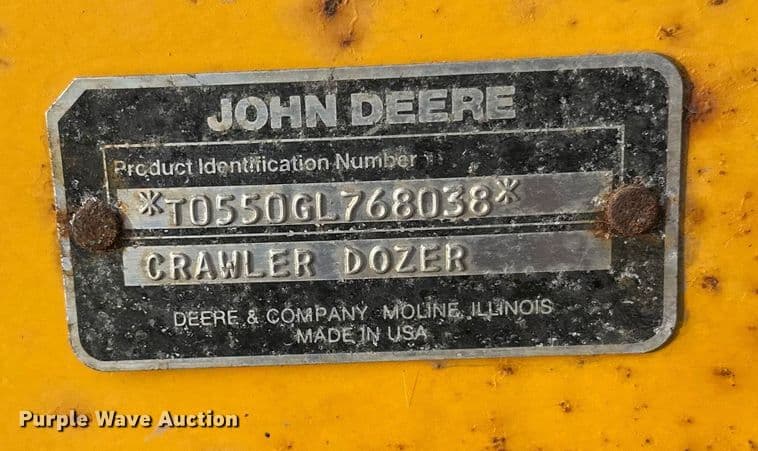 JOHN DEERE
Product Identification Number
*T0550GL768038*
CRAWLER DOZER
DEERE & COMPANY MOLINE, ILLINOIS
MADE IN USA
Purple Wave Auction